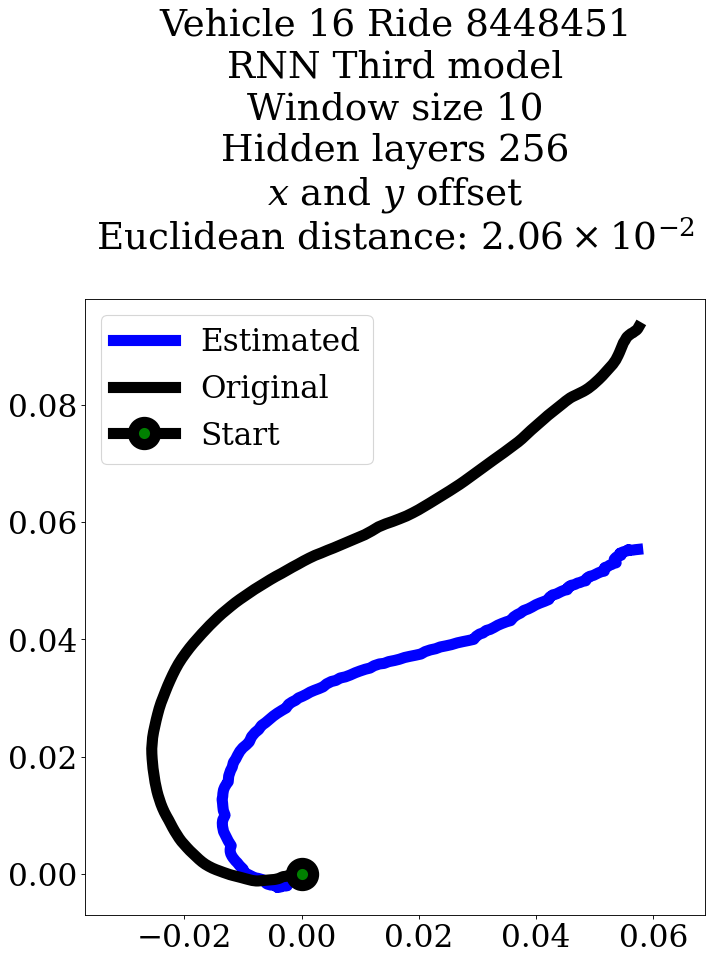 Vehicle 16 Ride 8448451
RNN Third model
Window size 10
Hidden layers 256
x and y offset
Euclidean distance: 2.06 × 10⁻²
Estimated
Original
Start
0.08
0.06
0.04
0.02
0.00
−0.02 0.00 0.02 0.04 0.06